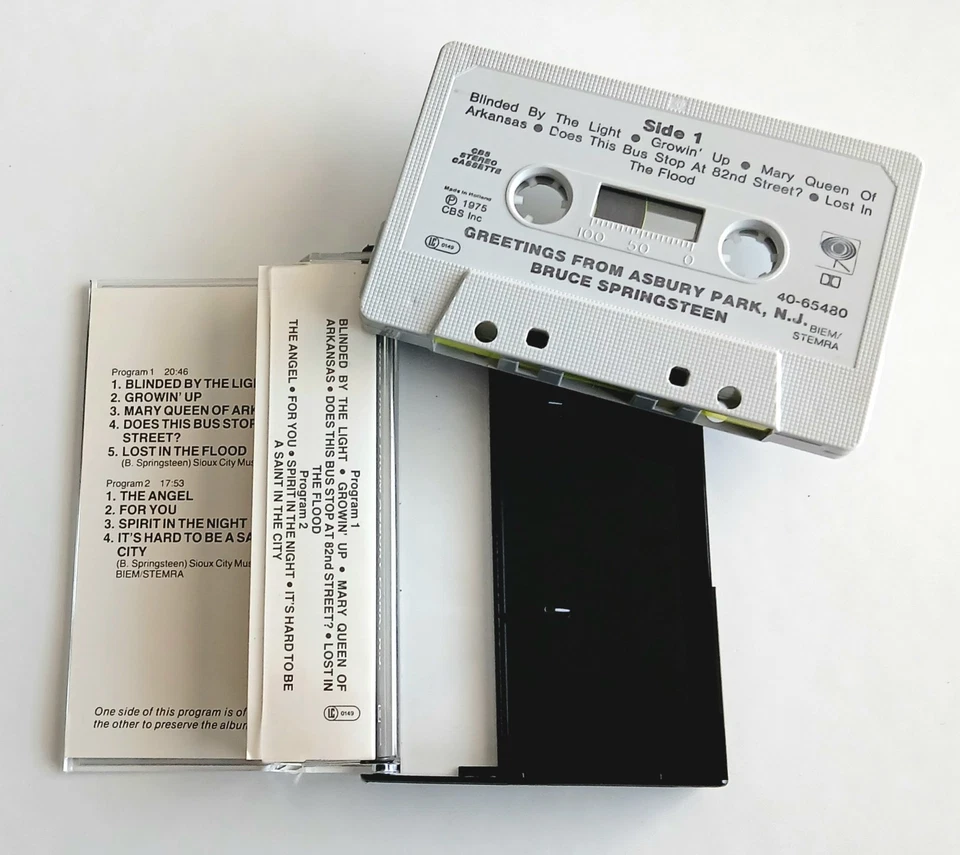 Side 1
Blinded By The Light ● Growin' Up ● Mary Queen Of
Arkansas ● Does This Bus Stop At 82nd Street? ● Lost In
The Flood
CBS
STEREO
CASSETTE
Made in Holland
℗ 1975
CBS Inc
LC 0149
100 50 0
GREETINGS FROM ASBURY PARK, N.J.
BRUCE SPRINGSTEEN
40-65480
BIEM/
STEMRA
Program 1 20:46
1. BLINDED BY THE LIGH
2. GROWIN' UP
3. MARY QUEEN OF ARK
4. DOES THIS BUS STOP
STREET?
5. LOST IN THE FLOOD
(B. Springsteen) Sioux City Mus
Program 2 17:53
1. THE ANGEL
2. FOR YOU
3. SPIRIT IN THE NIGHT
4. IT'S HARD TO BE A SA
CITY
(B. Springsteen) Sioux City Mus
BIEM/STEMRA
One side of this program is of
the other to preserve the album
Program 1
BLINDED BY THE LIGHT ● GROWIN' UP ● MARY QUEEN OF
ARKANSAS ● DOES THIS BUS STOP AT 82nd STREET? ● LOST IN
THE FLOOD
Program 2
THE ANGEL ● FOR YOU ● SPIRIT IN THE NIGHT ● IT'S HARD TO BE
A SAINT IN THE CITY
LC 0149